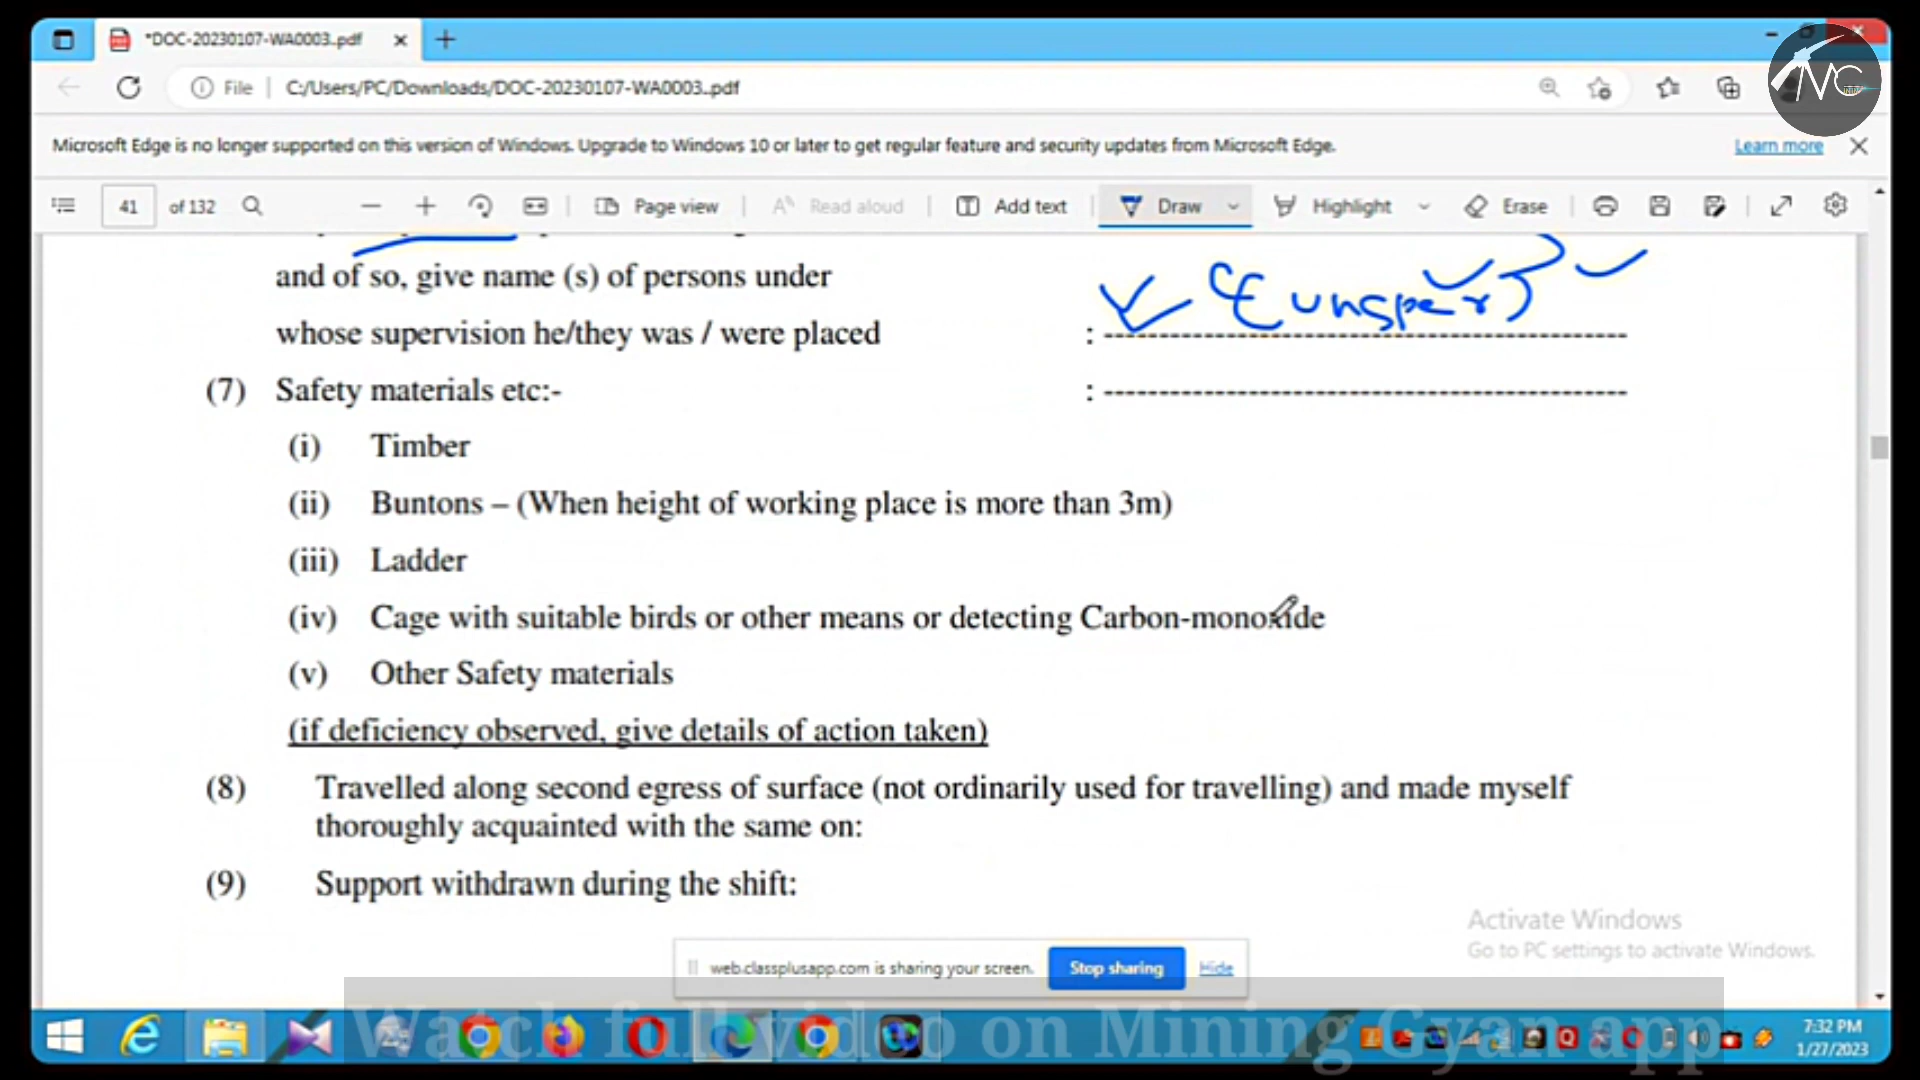 *DOC-20230107-WA0003..pdf
File
C:/Users/PC/Downloads/DOC-20230107-WA0003..pdf
Microsoft Edge is no longer supported on this version of Windows. Upgrade to Windows 10 or later to get regular feature and security updates from Microsoft Edge.
Learn more
41 of 132 Page view Read aloud Add text Draw Highlight Erase
and of so, give name (s) of persons under
whose supervision he/they was / were placed : ------------------------------------------------
(7) Safety materials etc:- : ------------------------------------------------
(i) Timber
(ii) Buntons – (When height of working place is more than 3m)
(iii) Ladder
(iv) Cage with suitable birds or other means or detecting Carbon-monoxide
(v) Other Safety materials
(if deficiency observed, give details of action taken)
(8) Travelled along second egress of surface (not ordinarily used for travelling) and made myself
thoroughly acquainted with the same on:
(9) Support withdrawn during the shift:
Activate Windows
Go to PC settings to activate Windows.
web.classplusapp.com is sharing your screen. Stop sharing Hide
Watch full video on Mining Gyan app
7:32 PM
1/27/2023